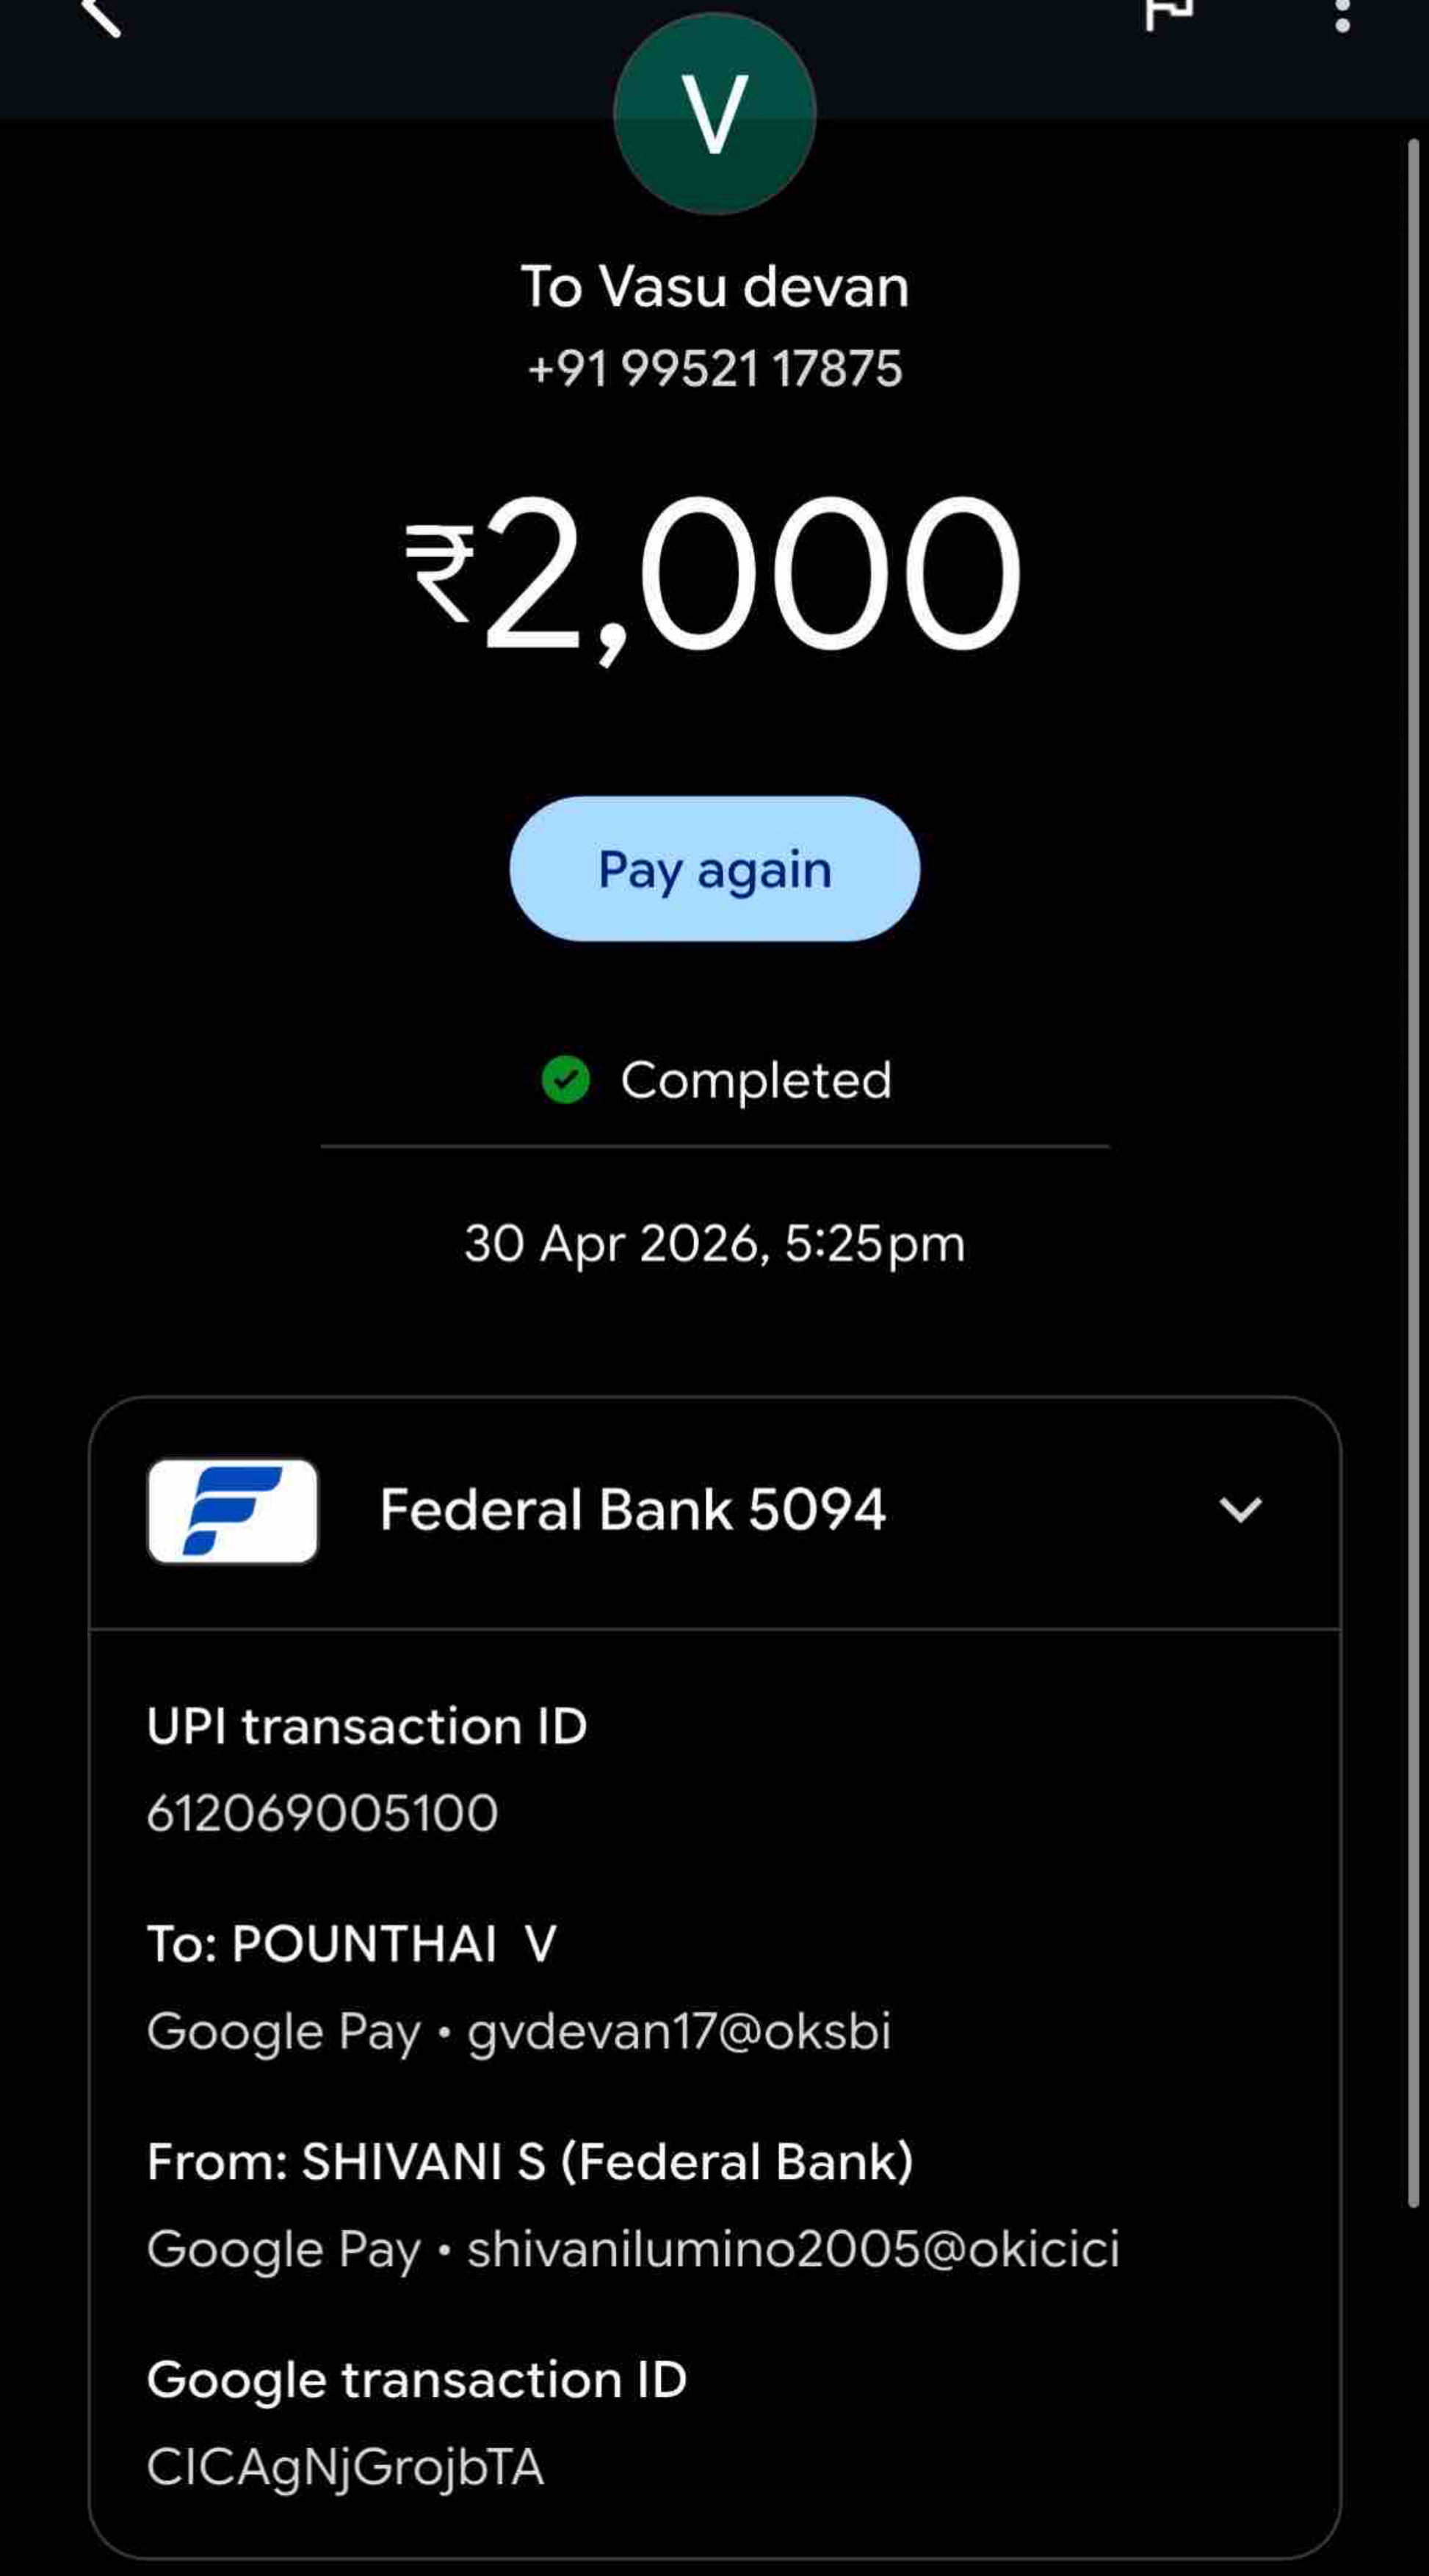 V
To Vasu devan
+91 99521 17875
₹2,000
Pay again
Completed
30 Apr 2026, 5:25pm
Federal Bank 5094
UPI transaction ID
612069005100
To: POUNTHAI  V
Google Pay • gvdevan17@oksbi
From: SHIVANI S (Federal Bank)
Google Pay • shivanilumino2005@okicici
Google transaction ID
CICAgNjGrojbTA